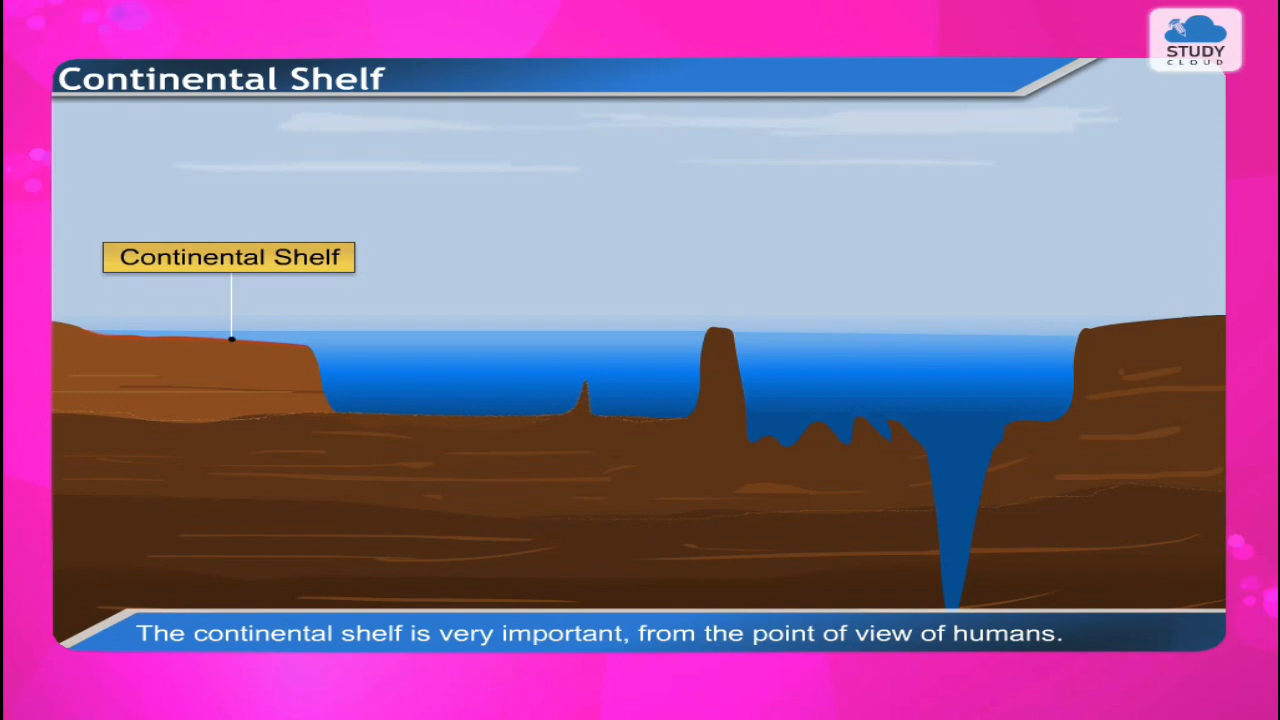 STUDY
CLOUD
Continental Shelf
Continental Shelf
The continental shelf is very important, from the point of view of humans.